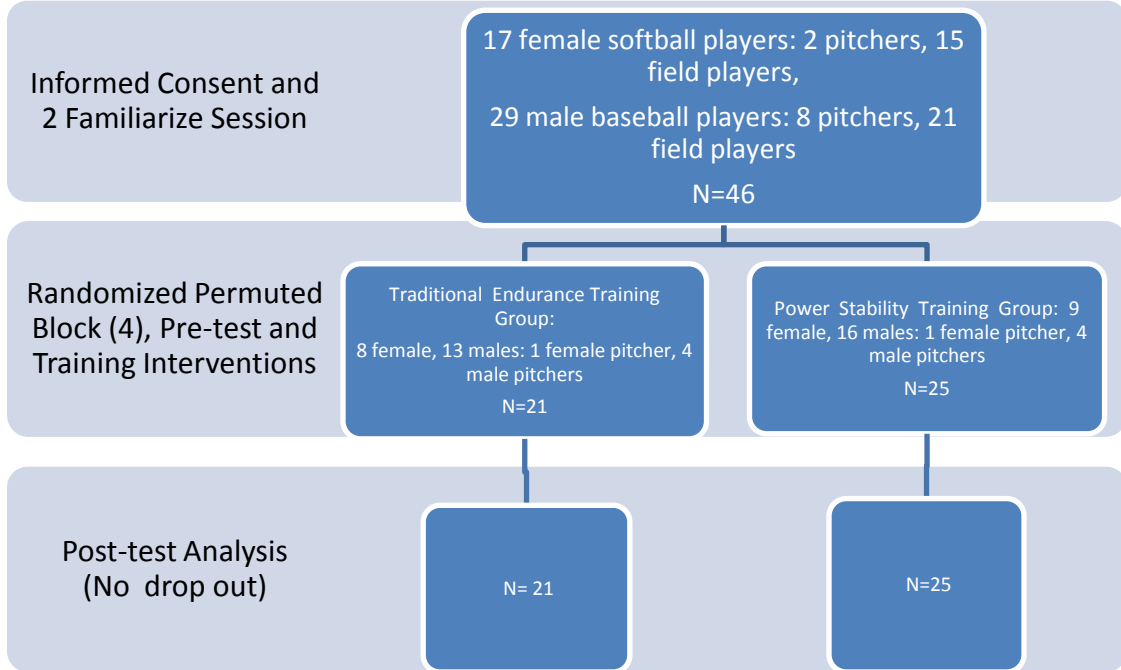 Informed Consent and
2 Familiarize Session
17 female softball players: 2 pitchers, 15
field players,
29 male baseball players: 8 pitchers, 21
field players
N=46
Randomized Permuted
Block (4), Pre-test and
Training Interventions
Traditional Endurance Training
Group:
8 female, 13 males: 1 female pitcher, 4
male pitchers
N=21
Power Stability Training Group: 9
female, 16 males: 1 female pitcher, 4
male pitchers
N=25
Post-test Analysis
(No drop out)
N= 21
N=25